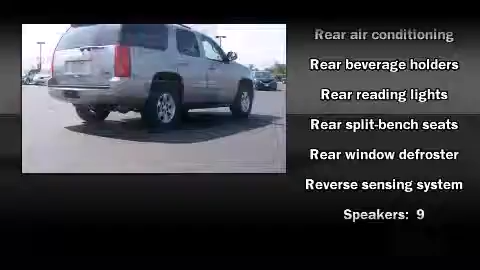 Rear air conditioning
Rear beverage holders
Rear reading lights
Rear split-bench seats
Rear window defroster
Reverse sensing system
Speakers: 9